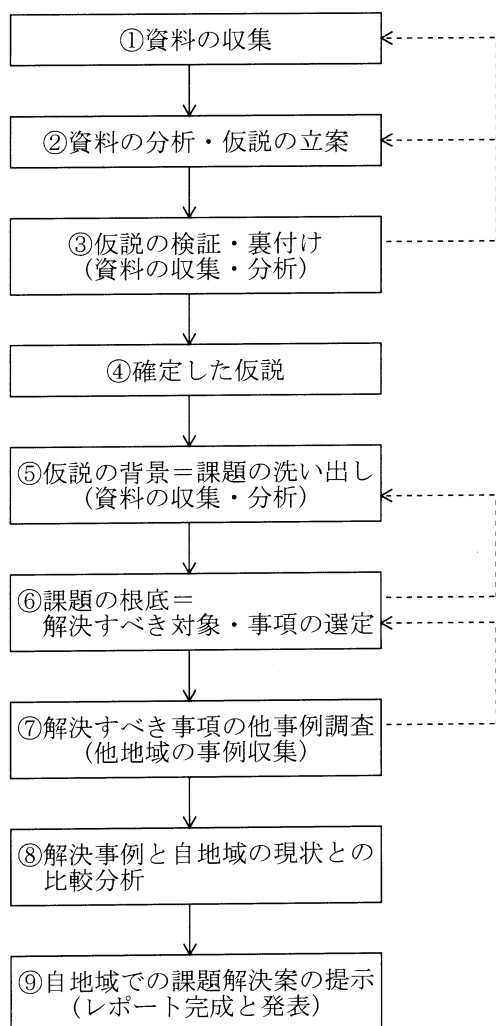 ①資料の収集
②資料の分析・仮説の立案
③仮説の検証・裏付け
(資料の収集・分析)
④確定した仮説
⑤仮説の背景＝課題の洗い出し
(資料の収集・分析)
⑥課題の根底＝
解決すべき対象・事項の選定
⑦解決すべき事項の他事例調査
(他地域の事例収集)
⑧解決事例と自地域の現状との
比較分析
⑨自地域での課題解決案の提示
(レポート完成と発表)